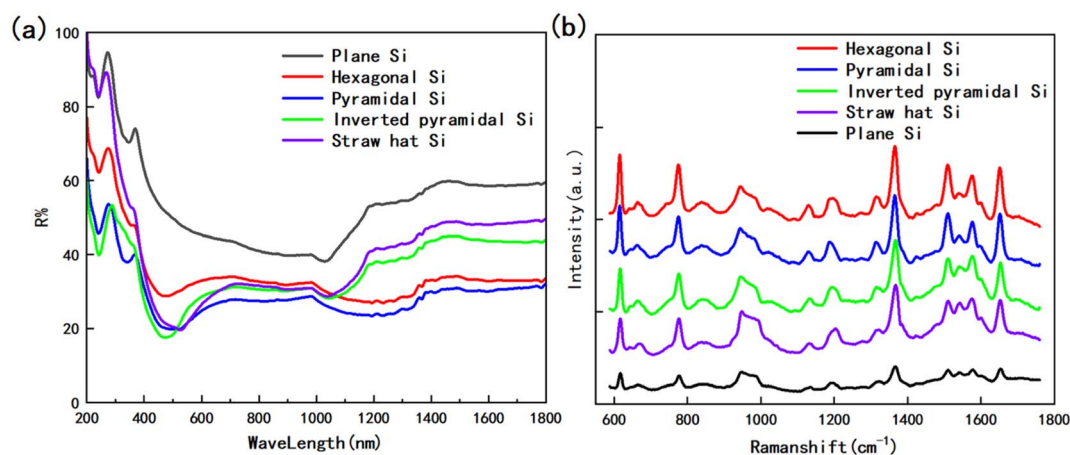 (a)
100
80
60
40
20
0
R%
200 400 600 800 1000 1200 1400 1600 1800
WaveLength(nm)
Plane Si
Hexagonal Si
Pyramidal Si
Inverted pyramidal Si
Straw hat Si
(b)
Hexagonal Si
Pyramidal Si
Inverted pyramidal Si
Straw hat Si
Plane Si
Intensity(a.u.)
600 800 1000 1200 1400 1600 1800
Ramanshift(cm⁻¹)